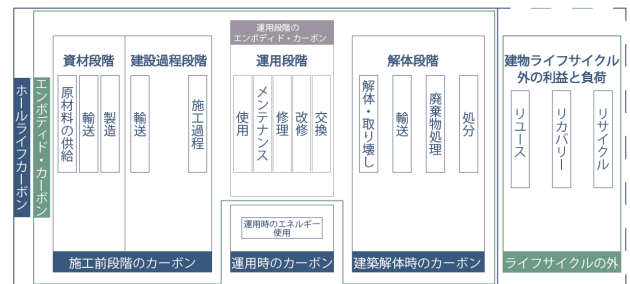 ホールライフカーボン
エンボディド・カーボン
資材段階
原材料の供給
輸送
製造
建設過程段階
輸送
施工過程
施工前段階のカーボン
運用段階の
エンボディド・カーボン
運用段階
使用
メンテナンス
修理
改修
交換
運用時のエネルギー
使用
運用時のカーボン
解体段階
解体・取り壊し
輸送
廃棄物処理
処分
建築解体時のカーボン
建物ライフサイクル
外の利益と負荷
リユース
リカバリー
リサイクル
ライフサイクルの外